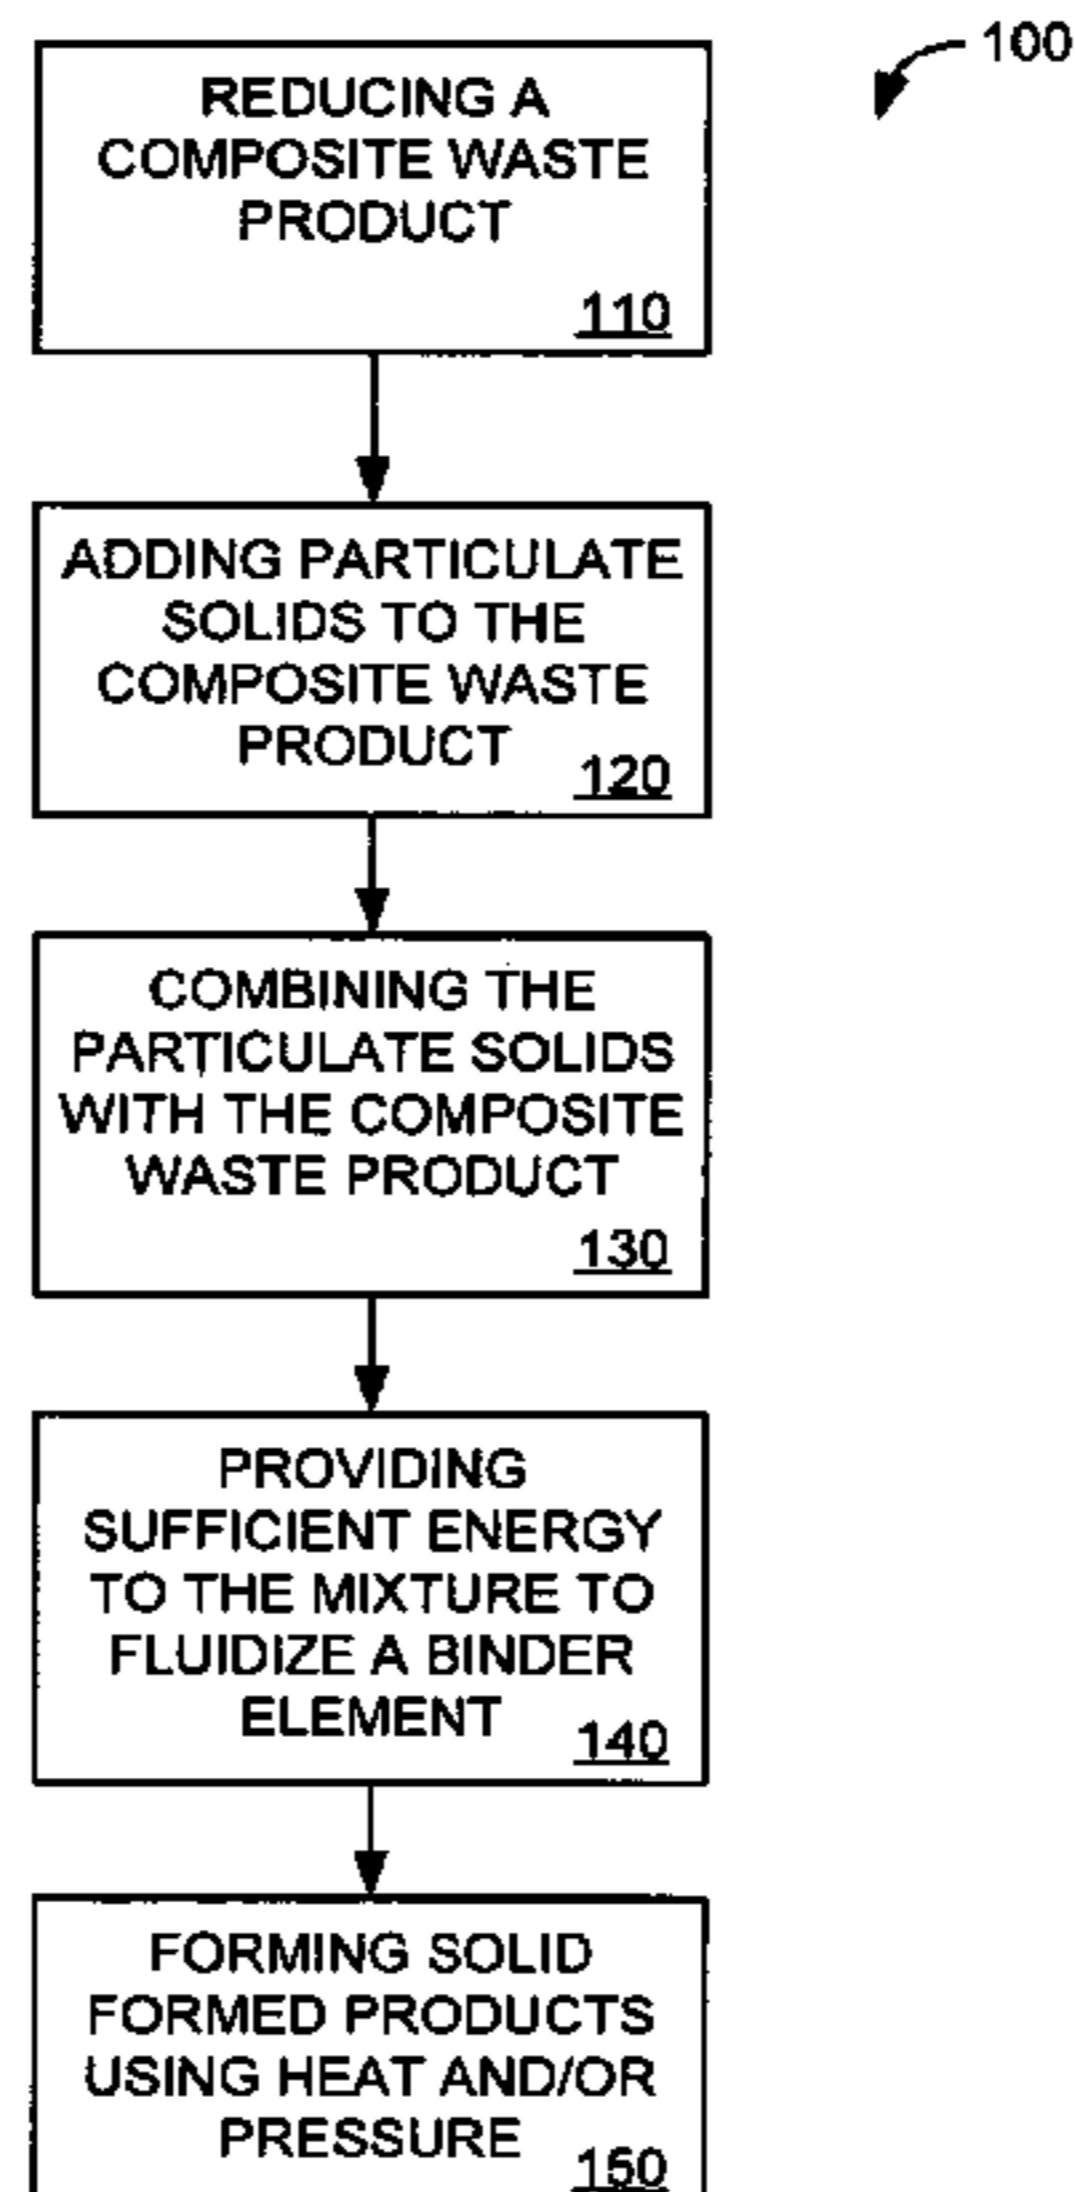 100
REDUCING A
COMPOSITE WASTE
PRODUCT
110
ADDING PARTICULATE
SOLIDS TO THE
COMPOSITE WASTE
PRODUCT
120
COMBINING THE
PARTICULATE SOLIDS
WITH THE COMPOSITE
WASTE PRODUCT
130
PROVIDING
SUFFICIENT ENERGY
TO THE MIXTURE TO
FLUIDIZE A BINDER
ELEMENT
140
FORMING SOLID
FORMED PRODUCTS
USING HEAT AND/OR
PRESSURE
150